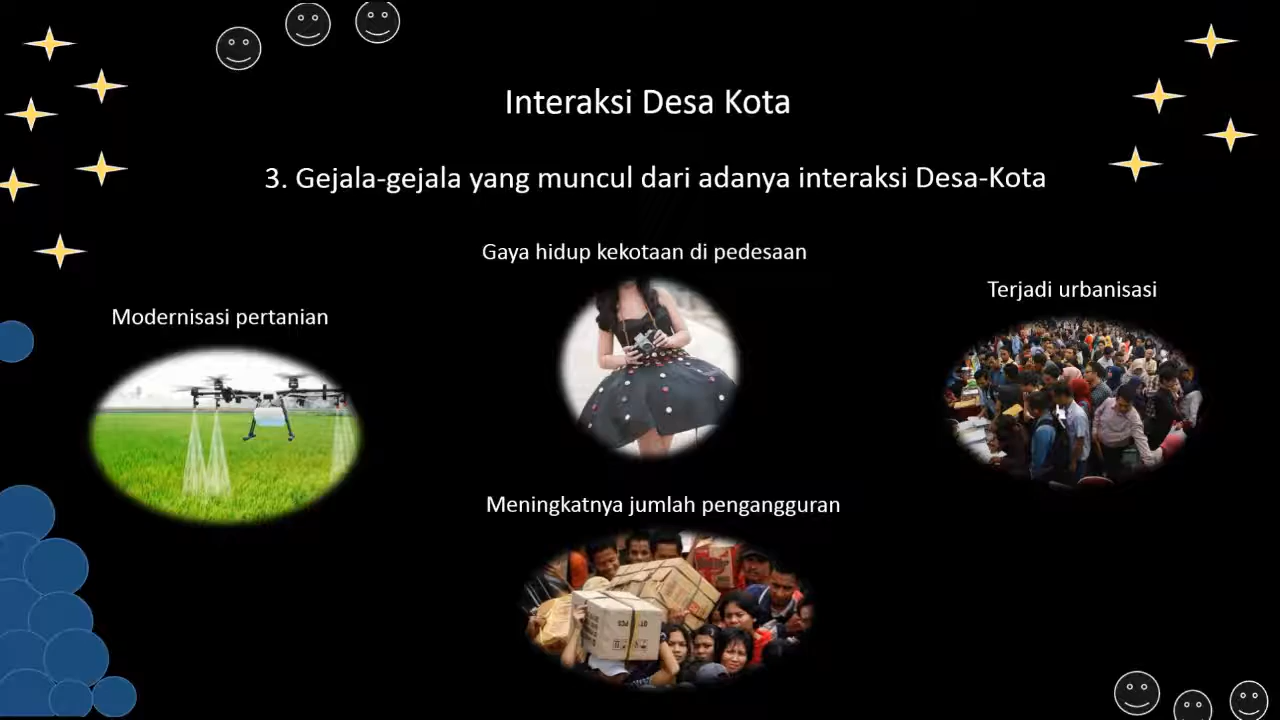 Interaksi Desa Kota
3. Gejala-gejala yang muncul dari adanya interaksi Desa-Kota
Gaya hidup kekotaan di pedesaan
Terjadi urbanisasi
Modernisasi pertanian
Meningkatnya jumlah pengangguran